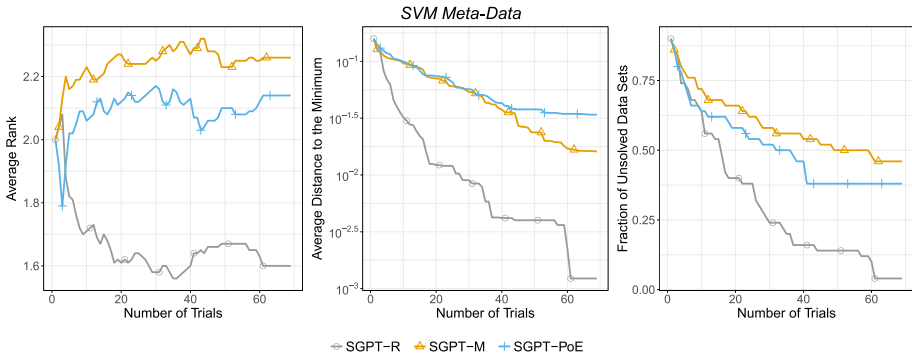 SVM Meta-Data
Average Rank
2.2
2.0
1.8
1.6
0 20 40 60
Number of Trials
Average Distance to the Minimum
10^−1
10^−1.5
10^−2
10^−2.5
10^−3
0 20 40 60
Number of Trials
Fraction of Unsolved Data Sets
0.75
0.50
0.25
0.00
0 20 40 60
Number of Trials
SGPT−R SGPT−M SGPT−PoE